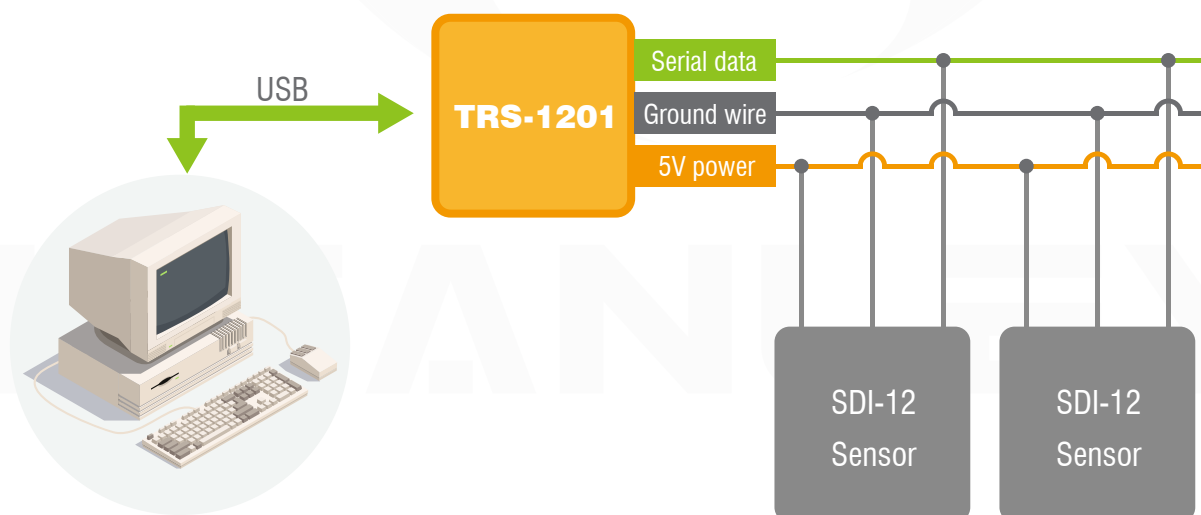 USB
TRS-1201
Serial data
Ground wire
5V power
SDI-12
Sensor
SDI-12
Sensor